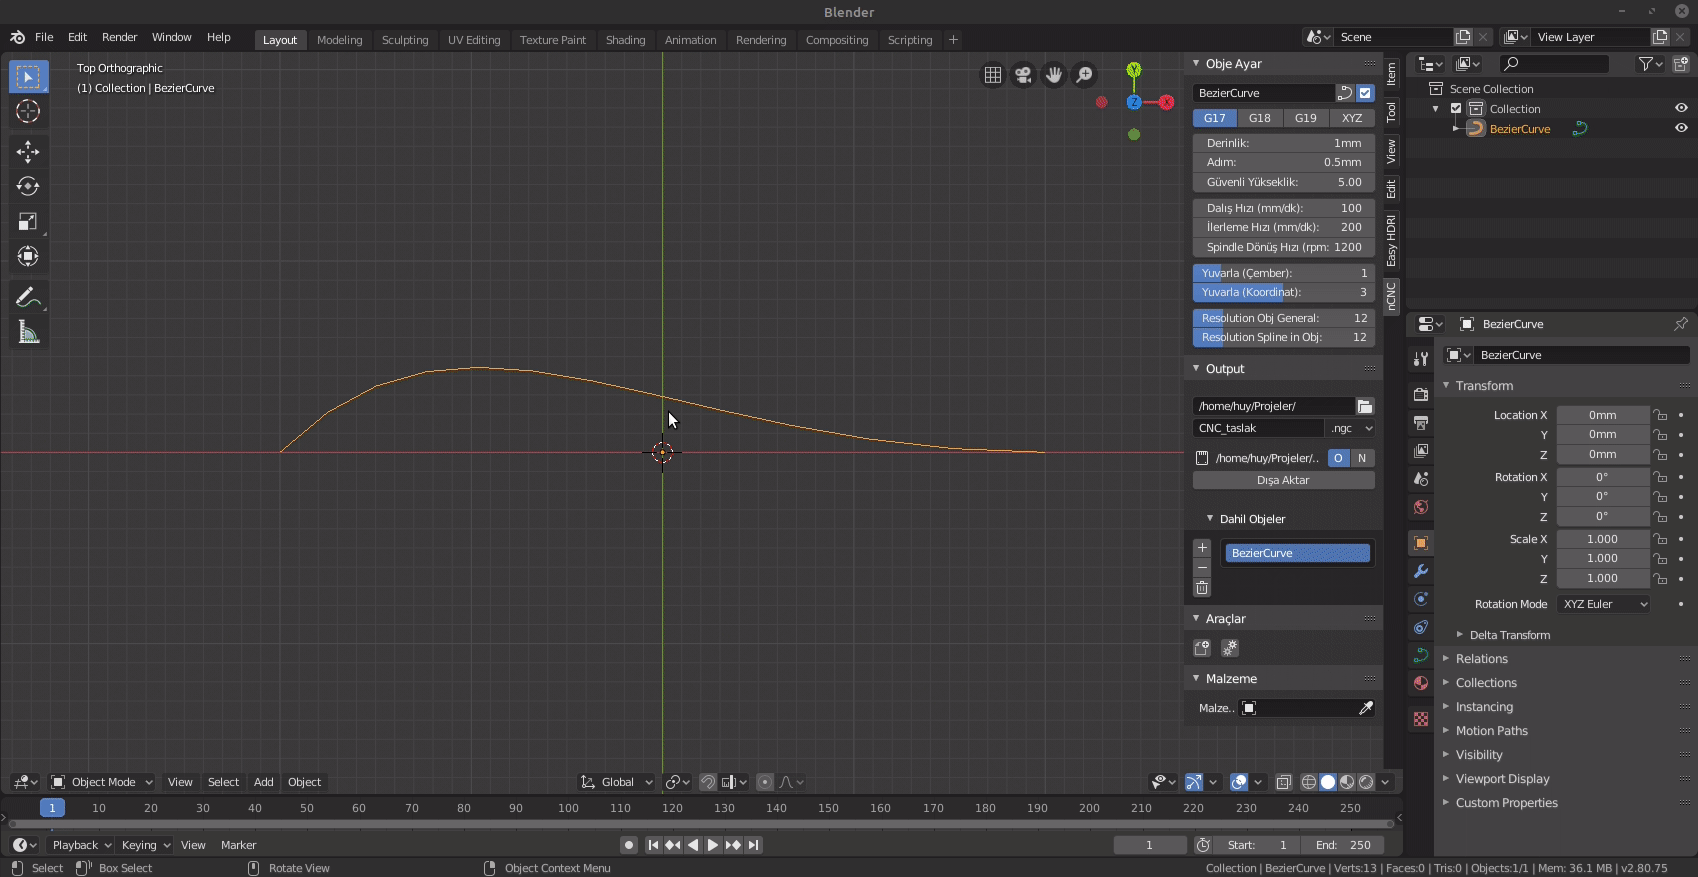 Blender
File Edit Render Window Help Layout Modeling Sculpting UV Editing Texture Paint Shading Animation Rendering Compositing Scripting + Scene View Layer
Top Orthographic
(1) Collection | BezierCurve
Y
Z X
Obje Ayar
BezierCurve
G17 G18 G19 XYZ
Derinlik: 1mm
Adım: 0.5mm
Güvenli Yükseklik: 5.00
Dalış Hızı (mm/dk): 100
İlerleme Hızı (mm/dk): 200
Spindle Dönüş Hızı (rpm: 1200
Yuvarla (Çember): 1
Yuvarla (Koordinat): 3
Resolution Obj General: 12
Resolution Spline in Obj: 12
Output
/home/huy/Projeler/
CNC_taslak .ngc
/home/huy/Projeler/.. O N
Dışa Aktar
Dahil Objeler
BezierCurve
Araçlar
Malzeme
Malze..
Item
Tool
View
Edit
Easy HDRI
nCNC
Scene Collection
Collection
BezierCurve
BezierCurve
BezierCurve
Transform
Location X 0mm
Y 0mm
Z 0mm
Rotation X 0°
Y 0°
Z 0°
Scale X 1.000
Y 1.000
Z 1.000
Rotation Mode XYZ Euler
Delta Transform
Relations
Collections
Instancing
Motion Paths
Visibility
Viewport Display
Custom Properties
Object Mode View Select Add Object Global
1 10 20 30 40 50 60 70 80 90 100 110 120 130 140 150 160 170 180 190 200 210 220 230 240 250
Playback Keying View Marker 1 Start: 1 End: 250
Select Box Select Rotate View Object Context Menu Collection | BezierCurve | Verts:13 | Faces:0 | Tris:0 | Objects:1/1 | Mem: 36.1 MB | v2.80.75